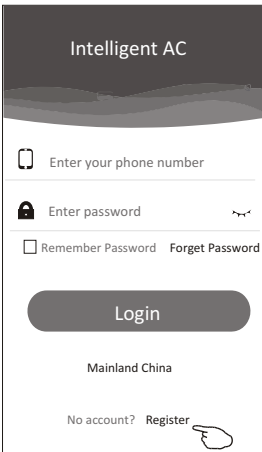 Intelligent AC
Enter your phone number
Enter password
Remember Password Forget Password
Login
Mainland China
No account? Register